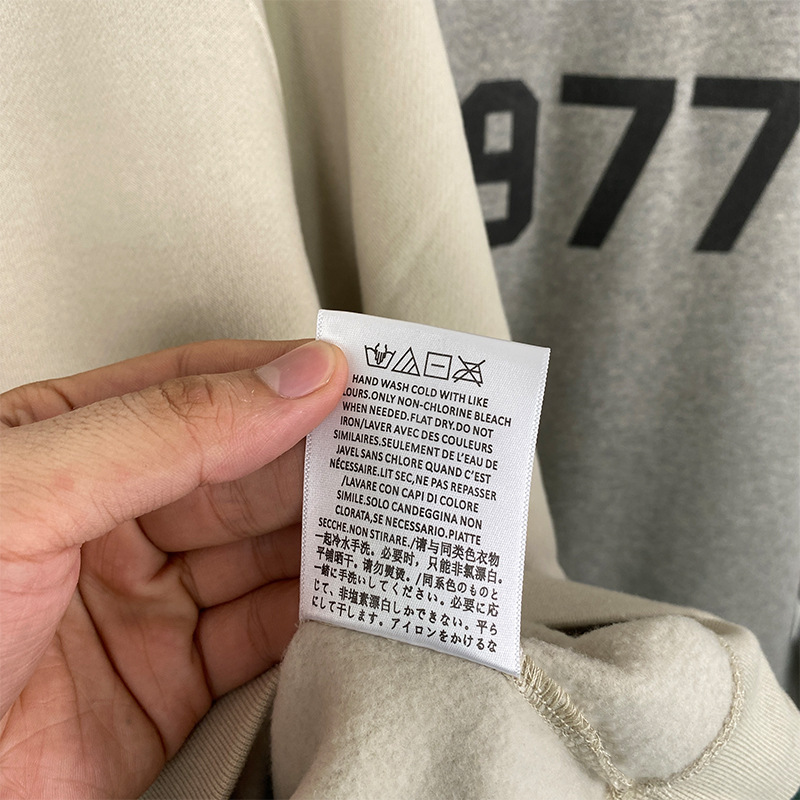 977
HAND WASH COLD WITH LIKE
OURS.ONLY NON-CHLORINE BLEACH
WHEN NEEDED.FLAT DRY.DO NOT
IRON/LAVER AVEC DES COULEURS
SIMILAIRES.SEULEMENT DE L'EAU DE
JAVEL SANS CHLORE QUAND C'EST
NÉCESSAIRE.LIT SEC,NE PAS REPASSER
/LAVARE CON CAPI DI COLORE
SIMILE.SOLO CANDEGGINA NON
CLORATA,SE NECESSARIO.PIATTE
SECCHE.NON STIRARE./请与同类色衣物
一起冷水手洗。必要时，只能非氯漂白。
平铺晒干。请勿熨烫。/同系色のものと
一緒に手洗いしてください。必要に応
じて、非塩素漂白しかできない。平ら
にして干します。アイロンをかけるな